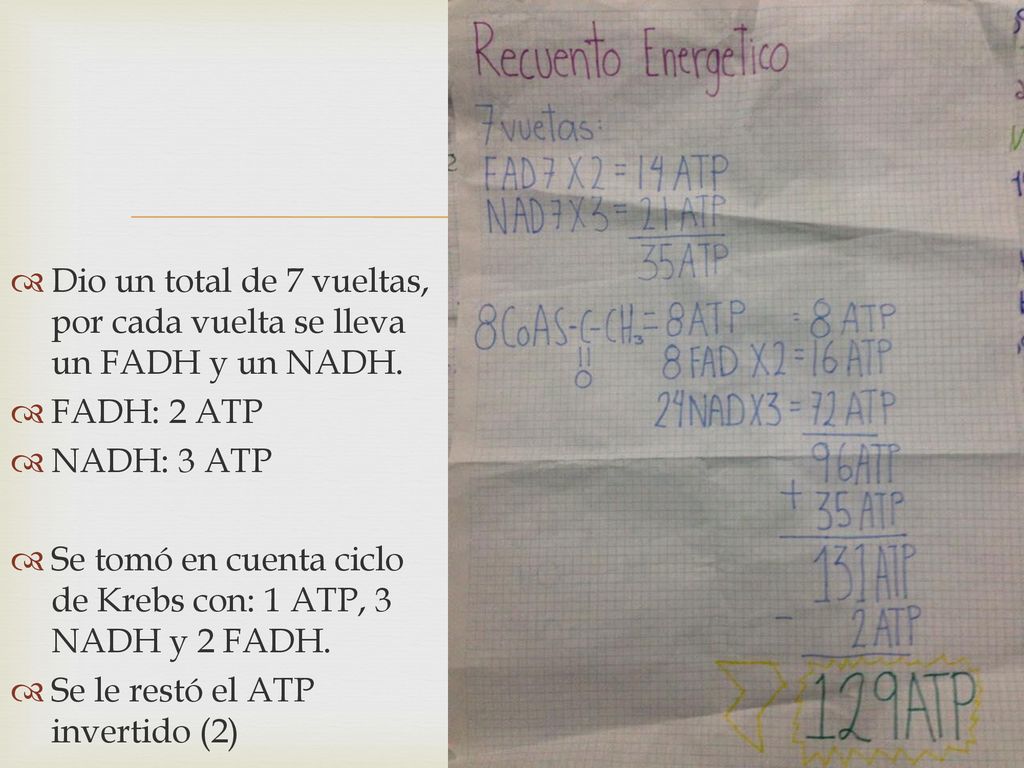 Dio un total de 7 vueltas,
por cada vuelta se lleva
un FADH y un NADH.
FADH: 2 ATP
NADH: 3 ATP
Se tomó en cuenta ciclo
de Krebs con: 1 ATP, 3
NADH y 2 FADH.
Se le restó el ATP
invertido (2)
Recuento Energetico
7 vuetas:
FAD 7 X 2 = 14 ATP
NAD 7 X 3 = 21 ATP
35 ATP
8 CoAS-C-CH₃ = 8 ATP = 8 ATP
O
8 FAD X2 = 16 ATP
24 NAD X3 = 72 ATP
96 ATP
+ 35 ATP
131 ATP
- 2 ATP
129 ATP